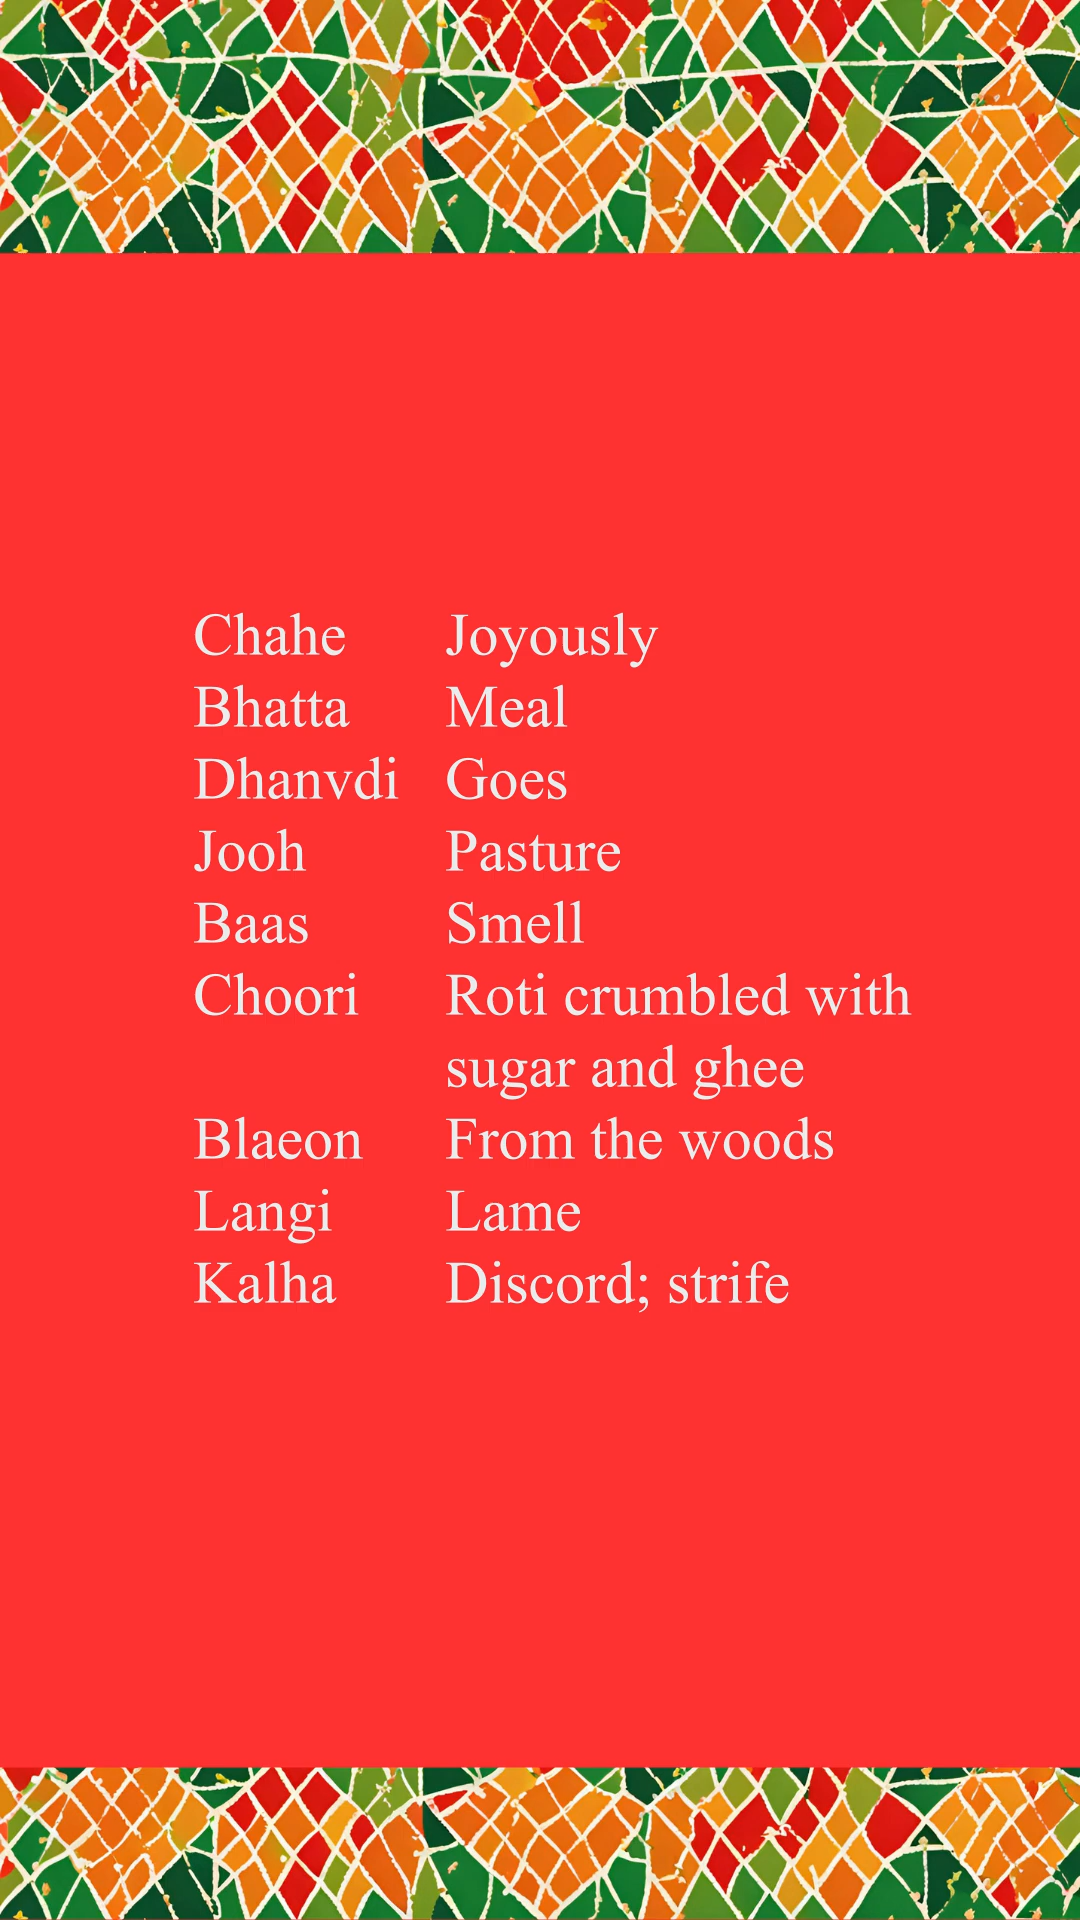 Chahe Joyously
Bhatta Meal
Dhanvdi Goes
Jooh Pasture
Baas Smell
Choori Roti crumbled with
sugar and ghee
Blaeon From the woods
Langi Lame
Kalha Discord; strife